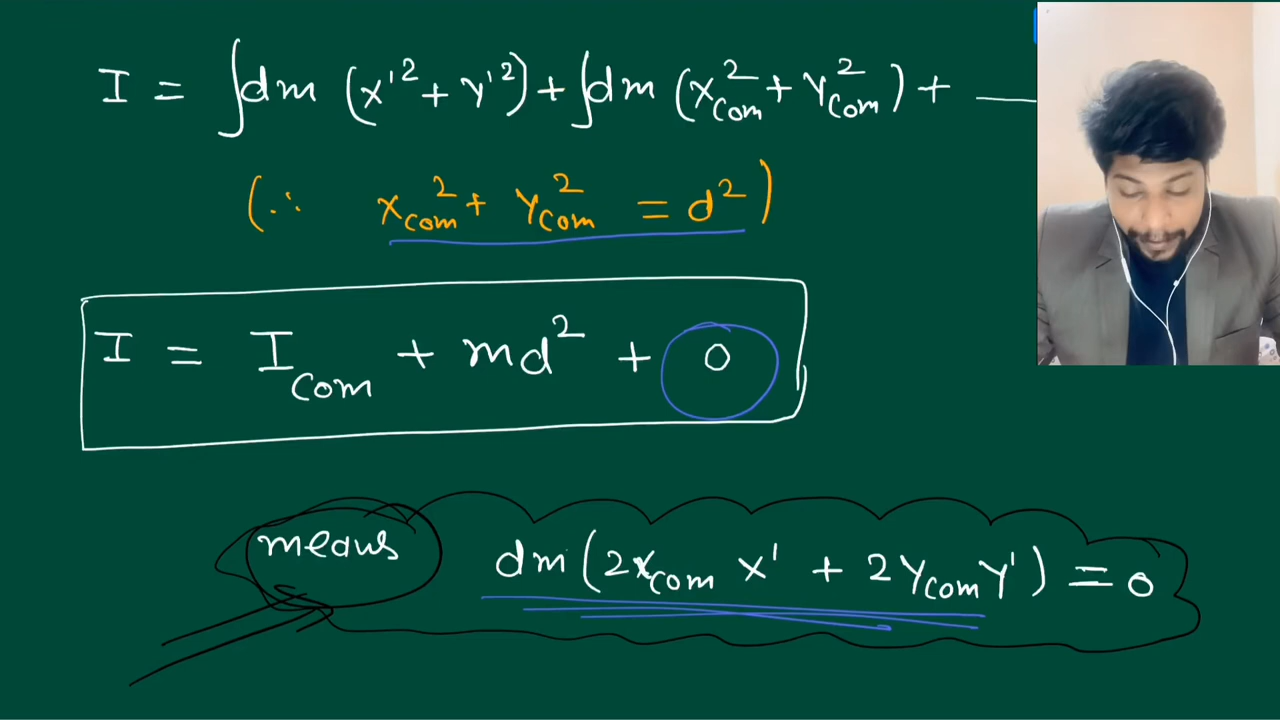 I = ∫dm (x'² + y'²) + ∫dm (x²com + Y²com) + —
(∴ x²com + Y²com = d²)
I = Icom + md² + 0
means dm(2xcom x' + 2Ycom Y') = 0